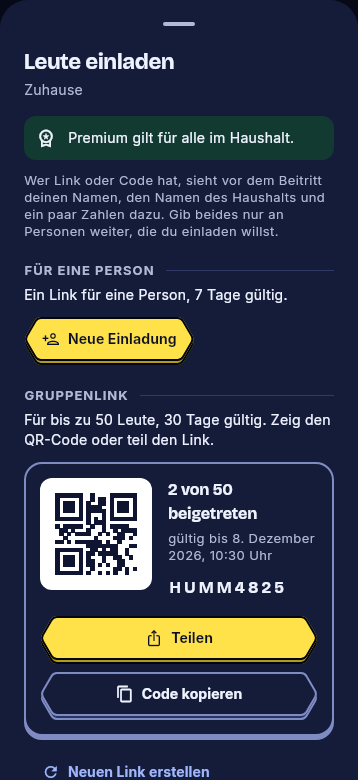 Leute einladen
Zuhause
Premium gilt für alle im Haushalt.
Wer Link oder Code hat, sieht vor dem Beitritt
deinen Namen, den Namen des Haushalts und
ein paar Zahlen dazu. Gib beides nur an
Personen weiter, die du einladen willst.
FÜR EINE PERSON
Ein Link für eine Person, 7 Tage gültig.
Neue Einladung
GRUPPENLINK
Für bis zu 50 Leute, 30 Tage gültig. Zeig den
QR-Code oder teil den Link.
2 von 50
beigetreten
gültig bis 8. Dezember
2026, 10:30 Uhr
HUMM4825
Teilen
Code kopieren
Neuen Link erstellen